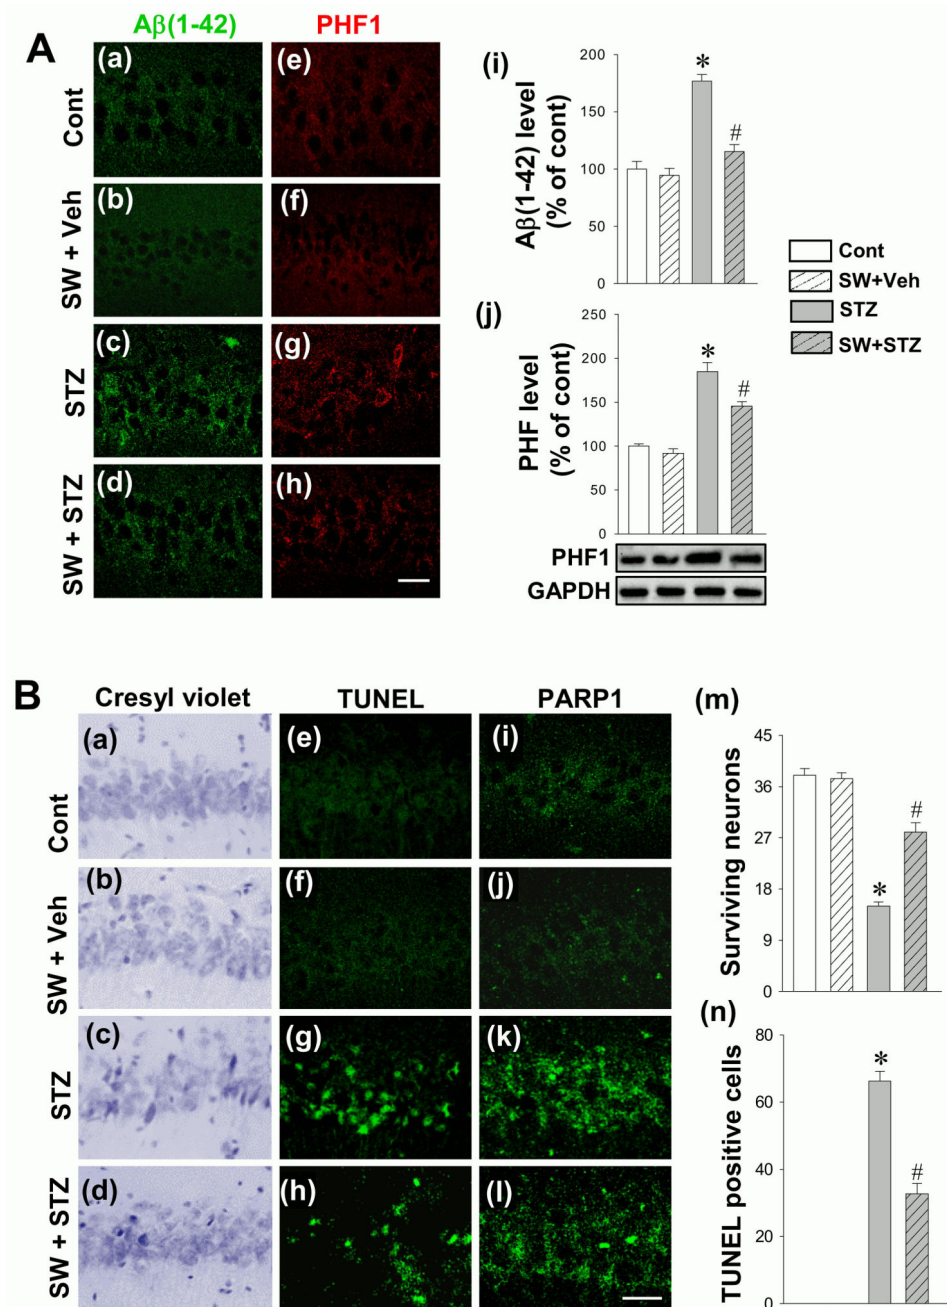 Aβ(1-42) PHF1
A
(a) (e)
Cont
(b) (f)
SW + Veh
(c) (g)
STZ
(d) (h)
SW + STZ
(i)
200
150
100
50
0
Aβ(1-42) level
(% of cont)
*
#
Cont
SW+Veh
STZ
SW+STZ
(j)
250
200
150
100
50
0
PHF level
(% of cont)
*
#
PHF1
GAPDH
B
Cresyl violet TUNEL PARP1
(a) (e) (i)
Cont
(b) (f) (j)
SW + Veh
(c) (g) (k)
STZ
(d) (h) (l)
SW + STZ
(m)
45
36
27
18
9
0
Surviving neurons
*
#
(n)
80
60
40
20
0
TUNEL positive cells
*
#